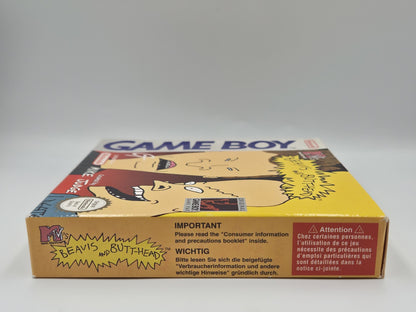 GAME BOY
MTV's
BEAVIS AND BUTT-HEAD
IMPORTANT
Please read the "Consumer information
and precautions booklet" inside.
WICHTIG
Bitte lesen Sie sich die beigefügte
"Verbraucherinformation und andere
wichtige Hinweise" gründlich durch.
⚠ Attention ⚠
Chez certaines personnes,
l'utilisation de ce jeu
nécessite des précautions
d'emploi particulières qui
sont détaillées dans la
notice ci-jointe.